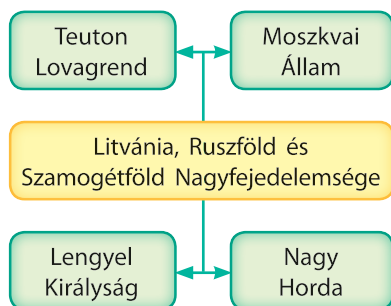 Teuton
Lovagrend
Moszkvai
Állam
Litvánia, Ruszföld és
Szamogétföld Nagyfejedelemsége
Lengyel
Királyság
Nagy
Horda